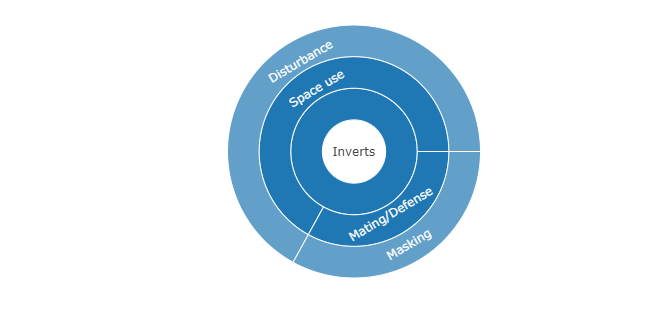 Disturbance
Space use
Inverts
Mating/Defense
Masking